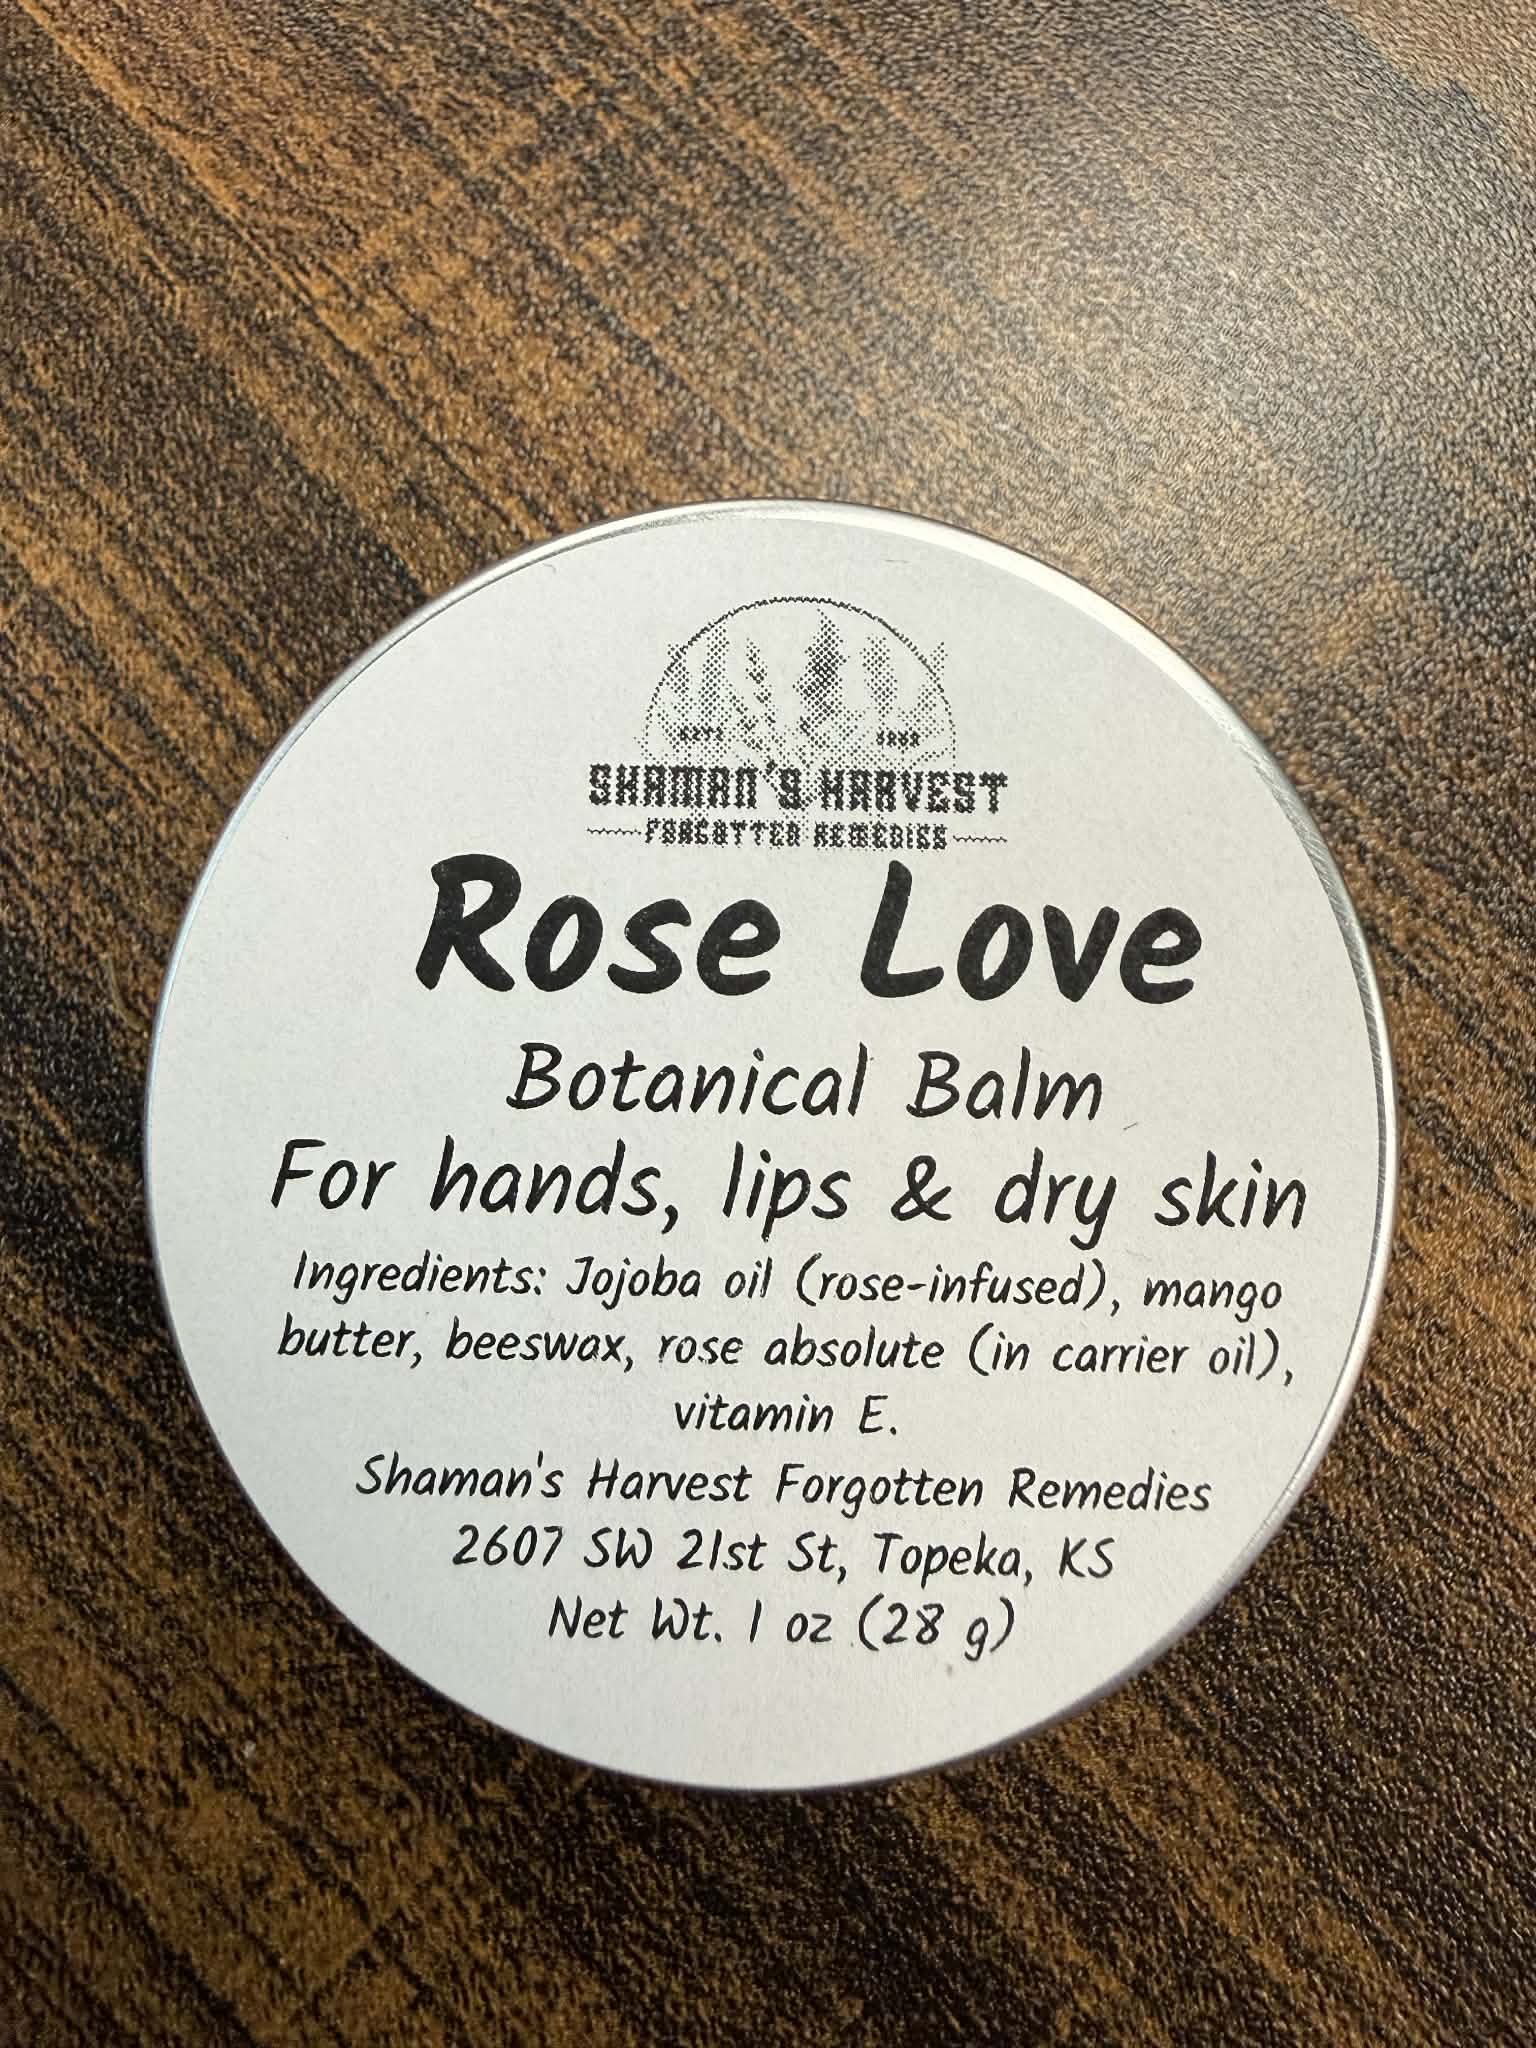 SHAMAN'S HARVEST
FORGOTTEN REMEDIES
Rose Love
Botanical Balm
For hands, lips & dry skin
Ingredients: Jojoba oil (rose-infused), mango
butter, beeswax, rose absolute (in carrier oil),
vitamin E.
Shaman's Harvest Forgotten Remedies
2607 SW 21st St, Topeka, KS
Net Wt. 1 oz (28 g)